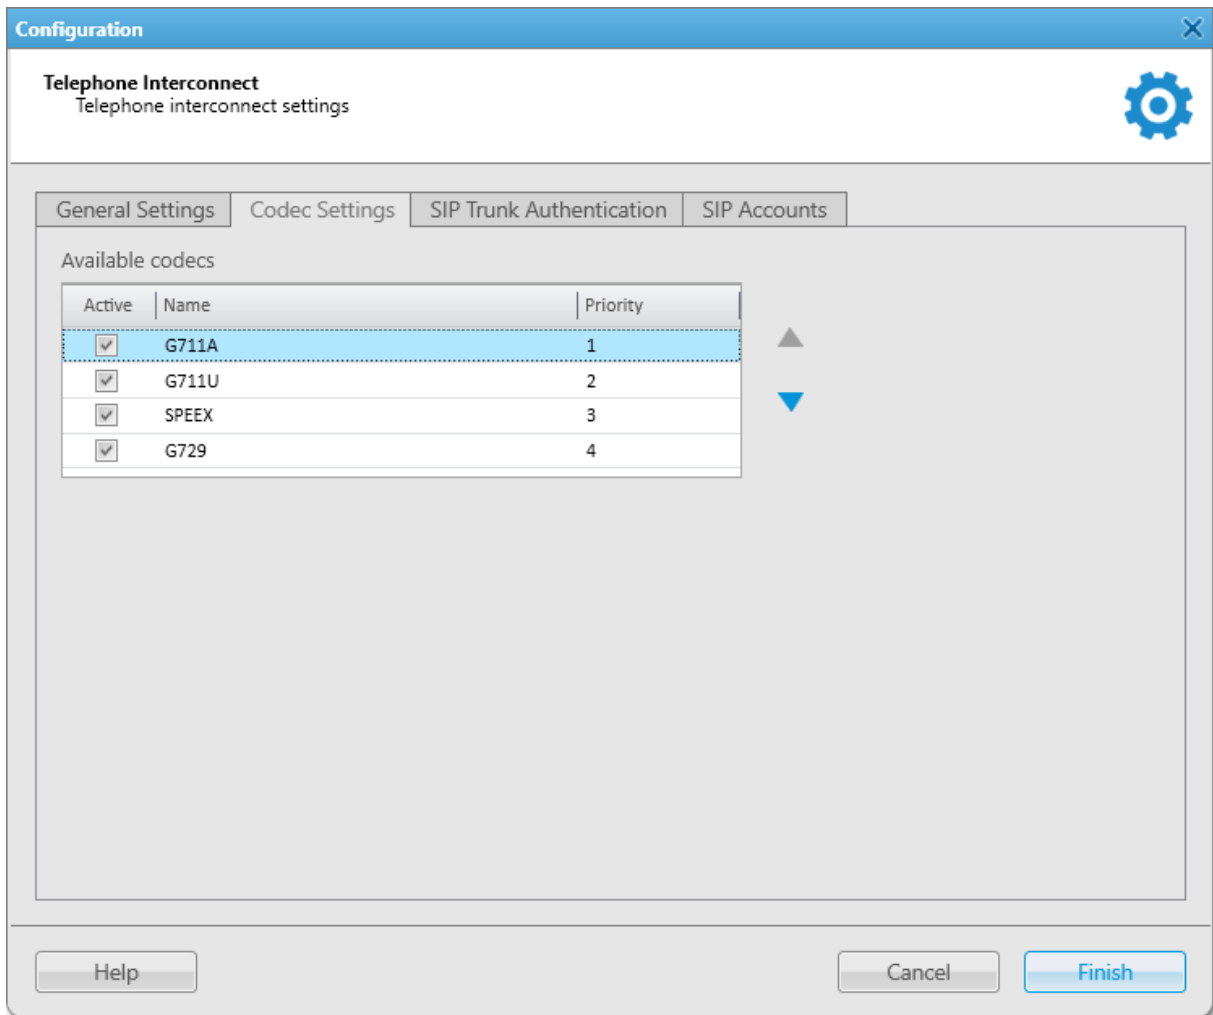 Configuration
Telephone Interconnect
Telephone interconnect settings
General Settings Codec Settings SIP Trunk Authentication SIP Accounts
Available codecs
Active Name Priority
G711A 1
G711U 2
SPEEX 3
G729 4
Help Cancel Finish